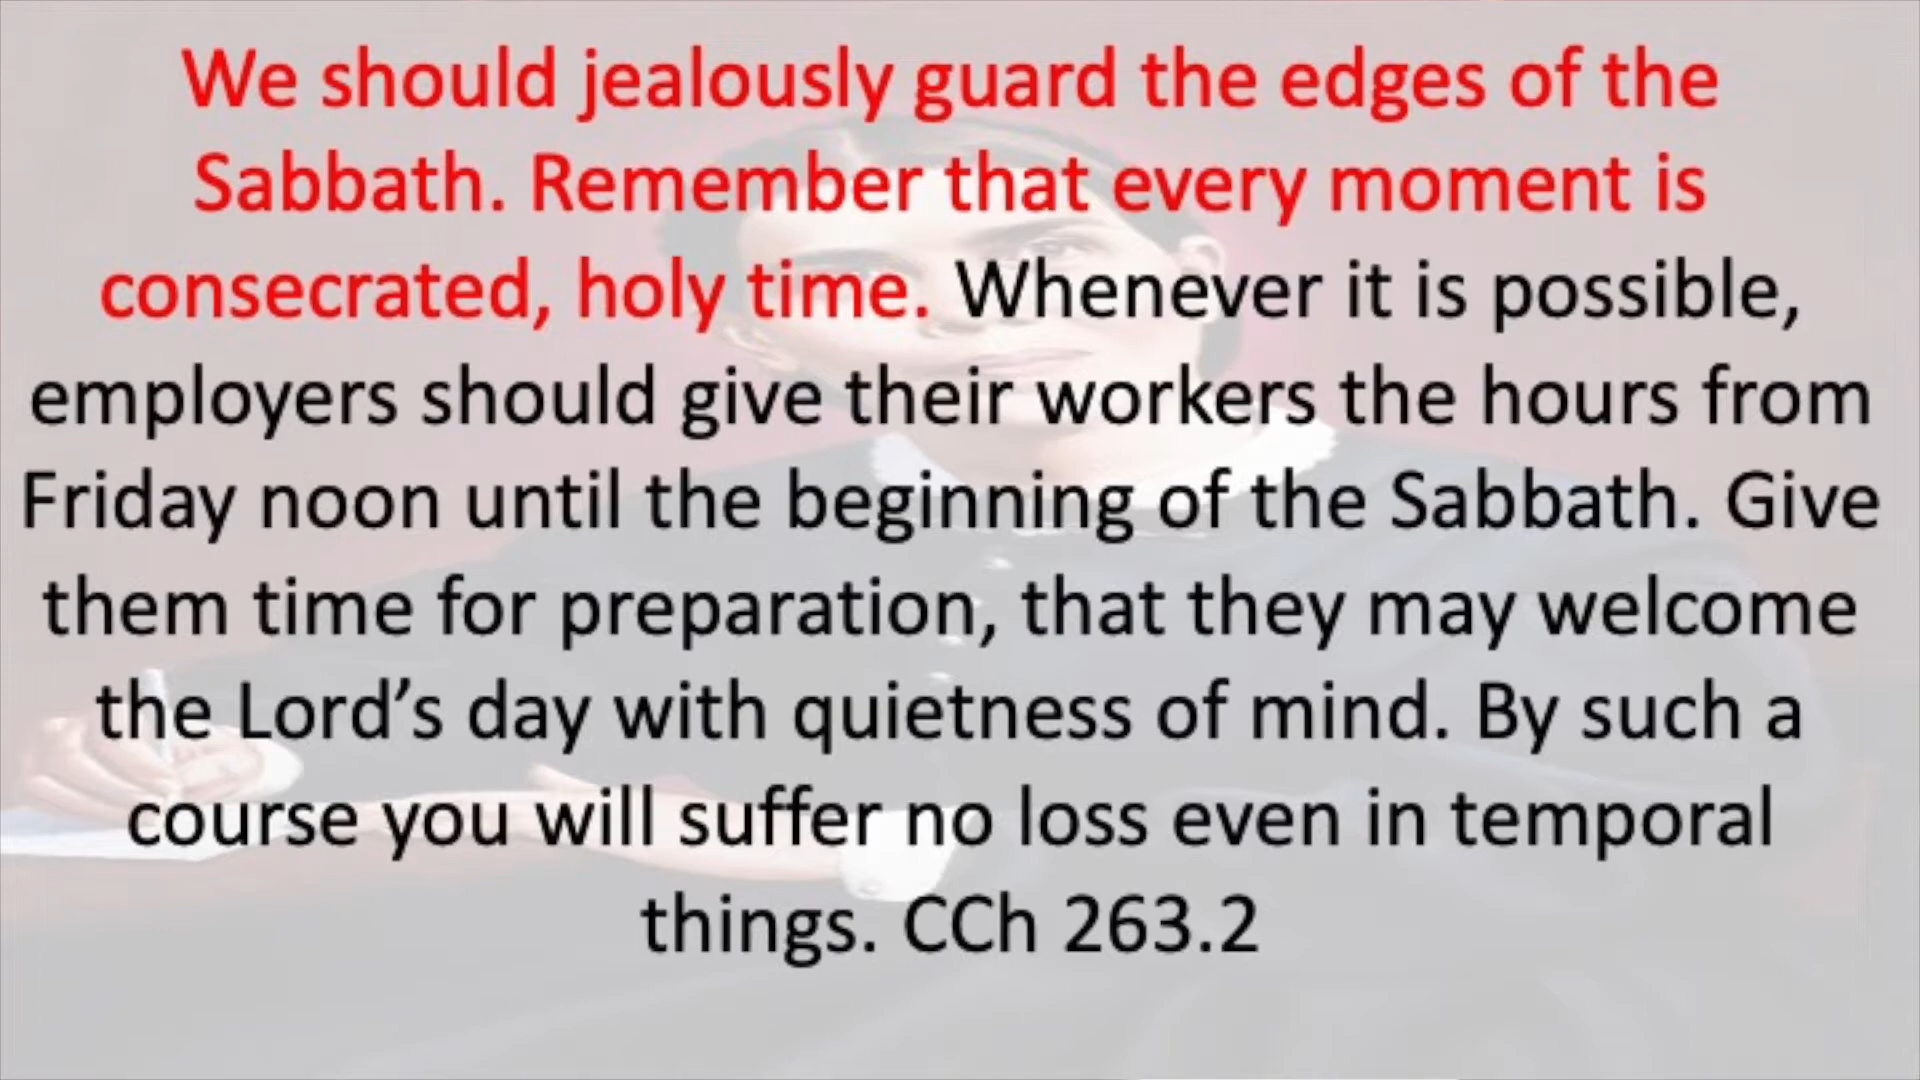 We should jealously guard the edges of the
Sabbath. Remember that every moment is
consecrated, holy time. Whenever it is possible,
employers should give their workers the hours from
Friday noon until the beginning of the Sabbath. Give
them time for preparation, that they may welcome
the Lord’s day with quietness of mind. By such a
course you will suffer no loss even in temporal
things. CCh 263.2